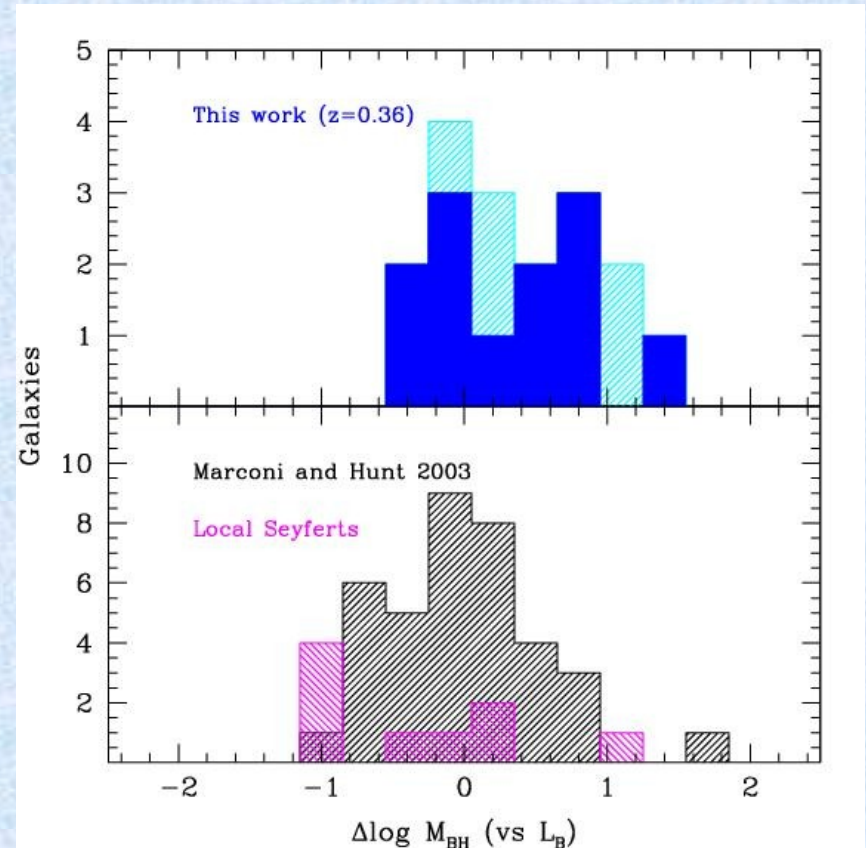 5
4
This work (z=0.36)
3
2
1
Galaxies
10
Marconi and Hunt 2003
8
Local Seyferts
6
4
2
−2 −1 0 1 2
Δlog M_BH (vs L_B)